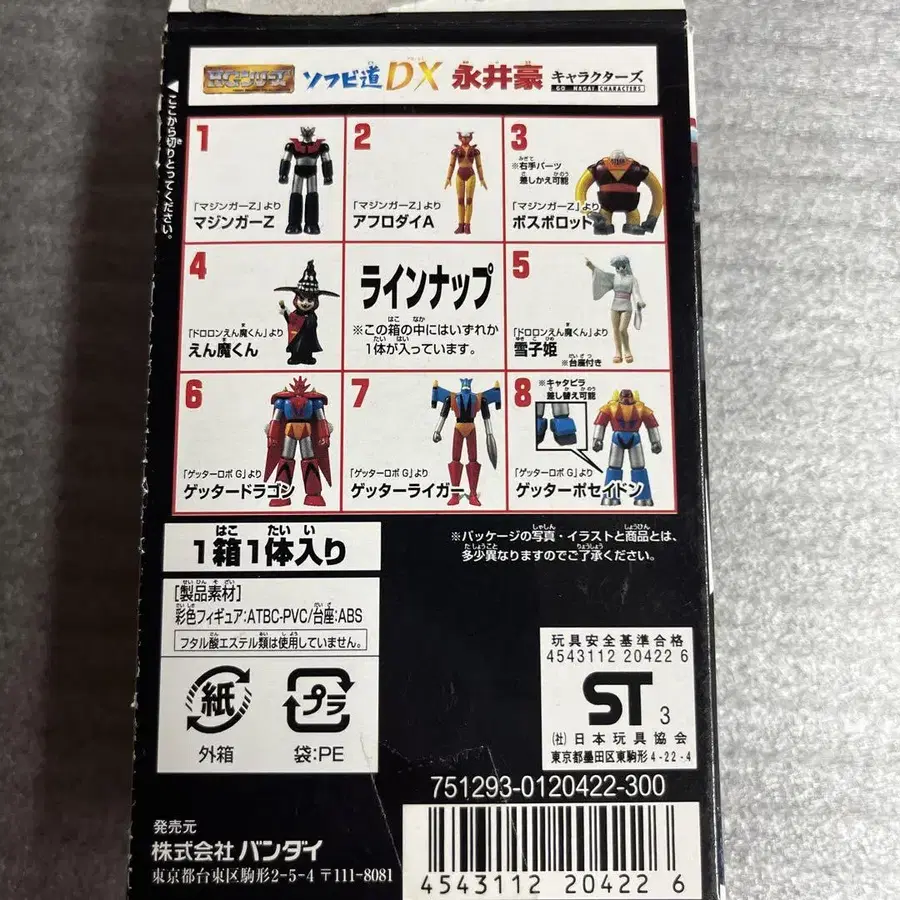 ここから切りとってください。
HGシリーズ ソフビ道DX 永井豪キャラクターズ
GO NAGAI CHARACTERS
1
「マジンガーZ」より
マジンガーZ
2
「マジンガーZ」より
アフロダイA
3
※右手パーツ
差しかえ可能
「マジンガーZ」より
ボスボロット
4
「ドロロンえん魔くん」より
えん魔くん
ラインナップ
※この箱の中にはいずれか
1体が入っています。
5
「ドロロンえん魔くん」より
雪子姫
※台座付き
6
「ゲッターロボ G」より
ゲッタードラゴン
7
「ゲッターロボ G」より
ゲッターライガー
8
※キャタピラ
差し替え可能
「ゲッターロボ G」より
ゲッターポセイドン
1箱1体入り
※パッケージの写真・イラストと商品とは、
多少異なりますのでご了承ください。
[製品素材]
彩色フィギュア:ATBC-PVC/台座:ABS
フタル酸エステル類は使用していません。
紙
外箱
プラ
袋:PE
玩具安全基準合格
4543112 20422 6
ST 3
(社)日本玩具協会
東京都墨田区東駒形4-22-4
751293-0120422-300
発売元
株式会社 バンダイ
東京都台東区駒形2-5-4 〒111-8081
4543112 204226